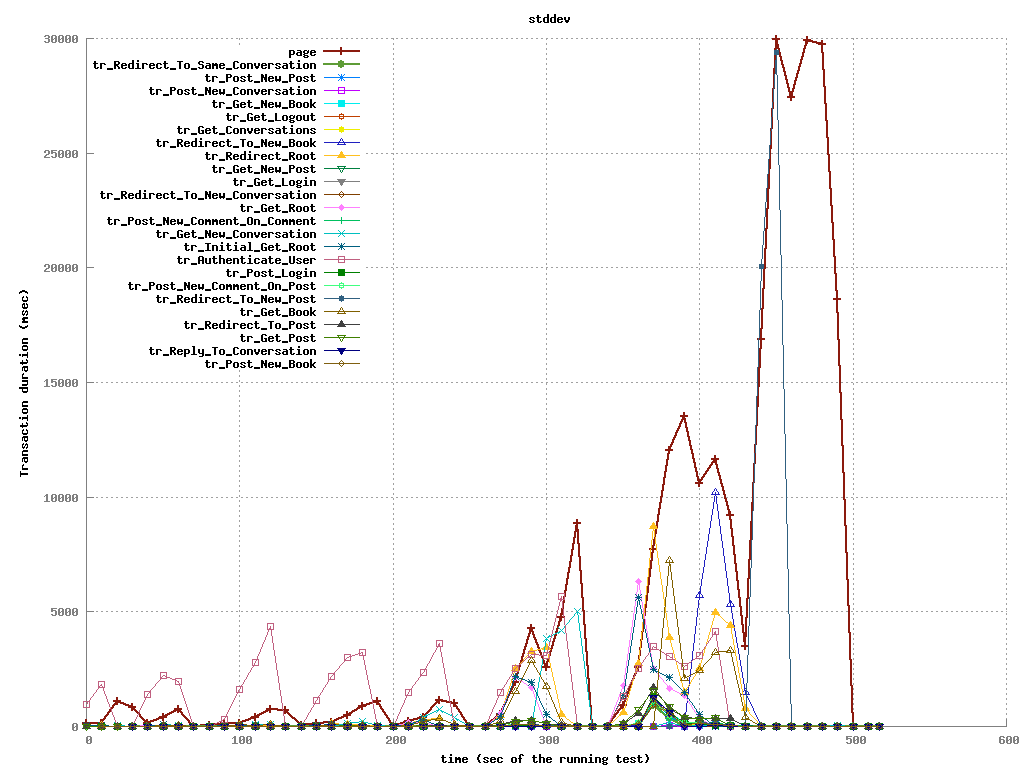 stddev
30000
25000
20000
15000
10000
5000
0
Transaction duration (msec)
page
tr_Redirect_To_Same_Conversation
tr_Post_New_Post
tr_Post_New_Conversation
tr_Get_New_Book
tr_Get_Logout
tr_Get_Conversations
tr_Redirect_To_New_Book
tr_Redirect_Root
tr_Get_New_Post
tr_Get_Login
tr_Redirect_To_New_Conversation
tr_Get_Root
tr_Post_New_Comment_On_Comment
tr_Get_New_Conversation
tr_Initial_Get_Root
tr_Authenticate_User
tr_Post_Login
tr_Post_New_Comment_On_Post
tr_Redirect_To_New_Post
tr_Get_Book
tr_Redirect_To_Post
tr_Get_Post
tr_Reply_To_Conversation
tr_Post_New_Book
0 100 200 300 400 500 600
time (sec of the running test)